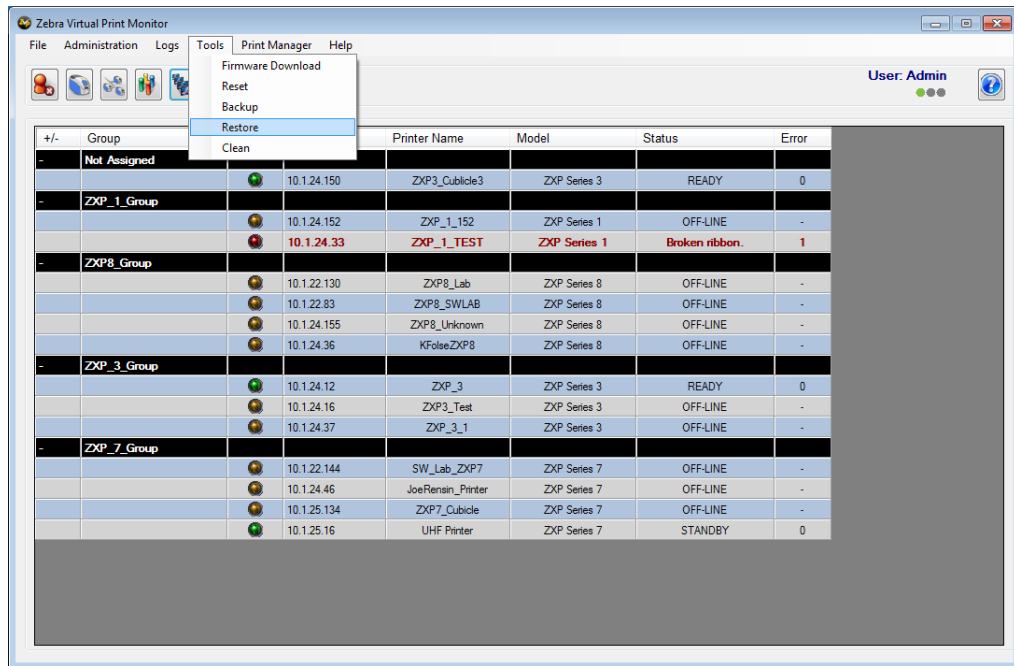 Zebra Virtual Print Monitor
File Administration Logs Tools Print Manager Help
Firmware Download
Reset
Backup
Restore
Clean
User: Admin
+/- Group Printer Name Model Status Error
- Not Assigned
10.1.24.150 ZXP3_Cublicle3 ZXP Series 3 READY 0
- ZXP_1_Group
10.1.24.152 ZXP_1_152 ZXP Series 1 OFF-LINE -
10.1.24.33 ZXP_1_TEST ZXP Series 1 Broken ribbon. 1
- ZXP8_Group
10.1.22.130 ZXP8_Lab ZXP Series 8 OFF-LINE -
10.1.22.83 ZXP8_SWLAB ZXP Series 8 OFF-LINE -
10.1.24.155 ZXP8_Unknown ZXP Series 8 OFF-LINE -
10.1.24.36 KFolseZXP8 ZXP Series 8 OFF-LINE -
- ZXP_3_Group
10.1.24.12 ZXP_3 ZXP Series 3 READY 0
10.1.24.16 ZXP3_Test ZXP Series 3 OFF-LINE -
10.1.24.37 ZXP_3_1 ZXP Series 3 OFF-LINE -
- ZXP_7_Group
10.1.22.144 SW_Lab_ZXP7 ZXP Series 7 OFF-LINE -
10.1.24.46 JoeRensin_Printer ZXP Series 7 OFF-LINE -
10.1.25.134 ZXP7_Cubicle ZXP Series 7 OFF-LINE -
10.1.25.16 UHF Printer ZXP Series 7 STANDBY 0